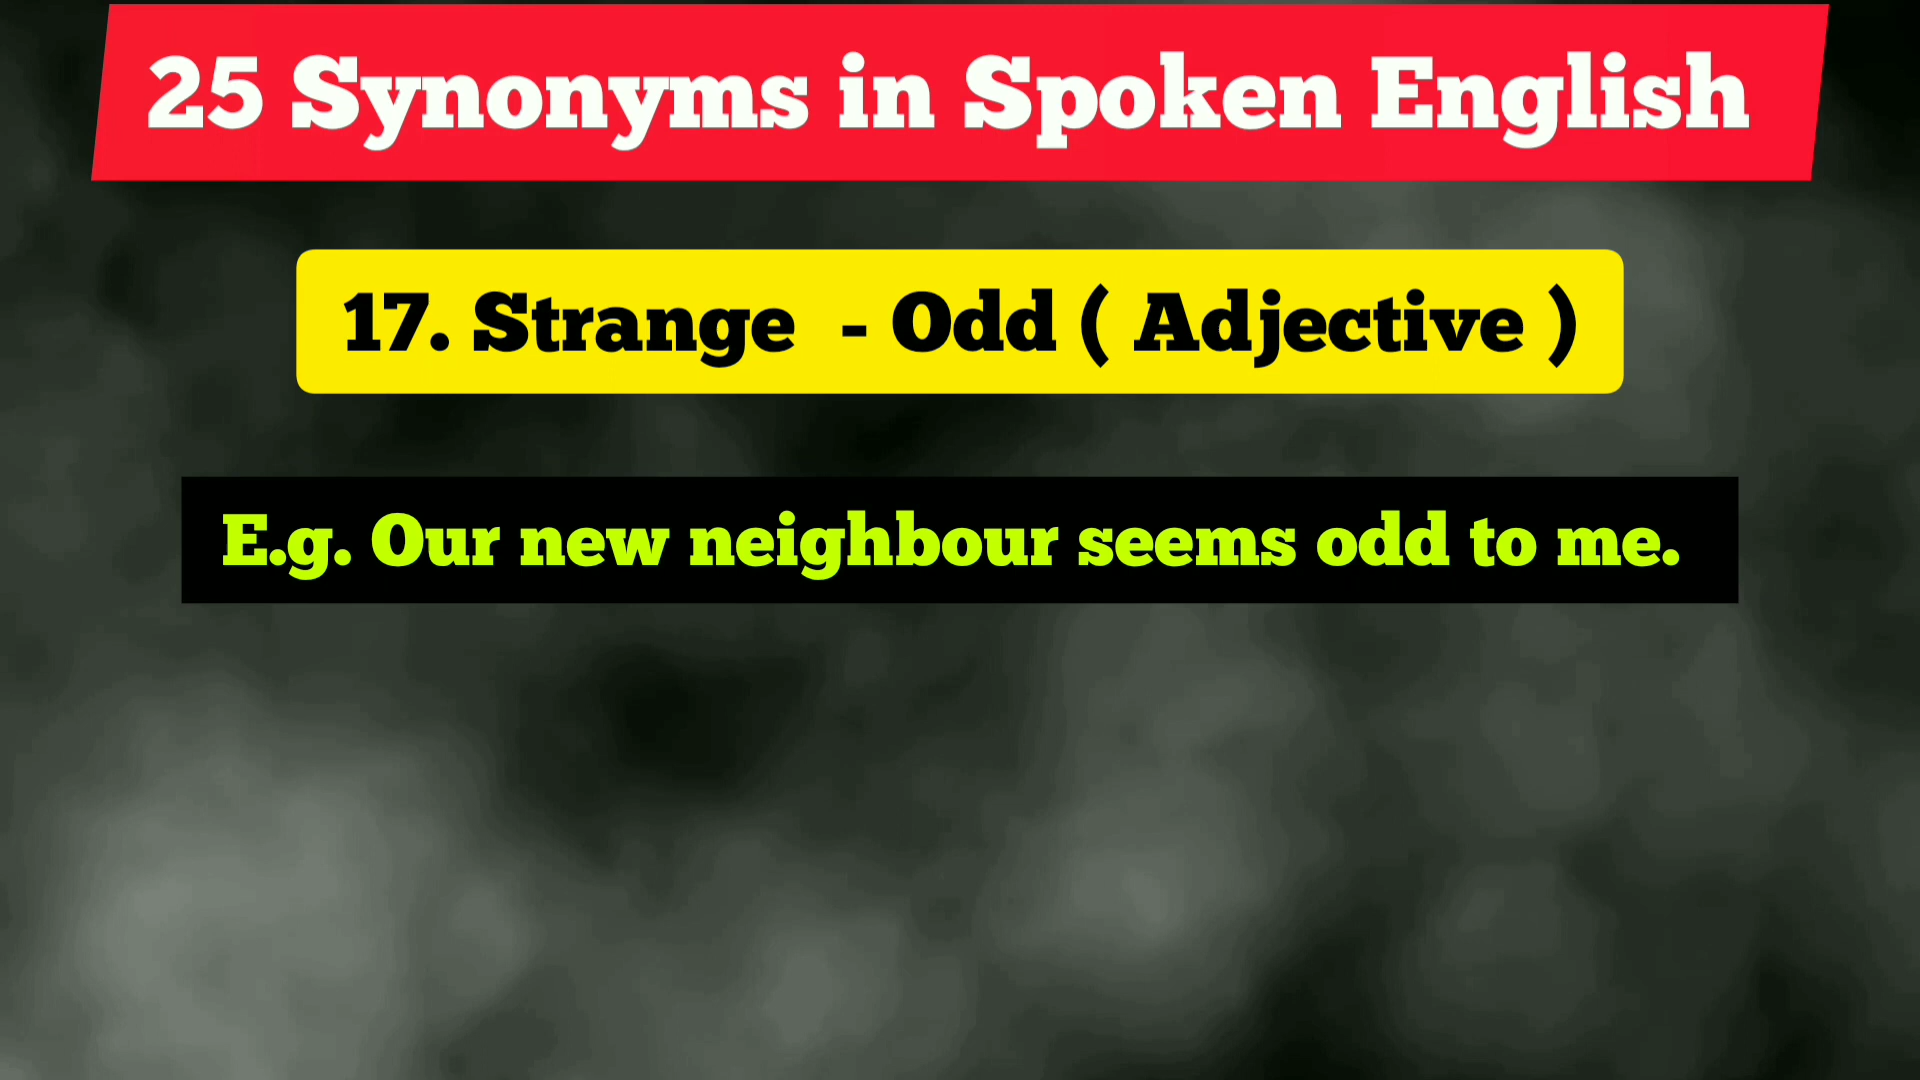 25 Synonyms in Spoken English
17. Strange - Odd ( Adjective )
E.g. Our new neighbour seems odd to me.